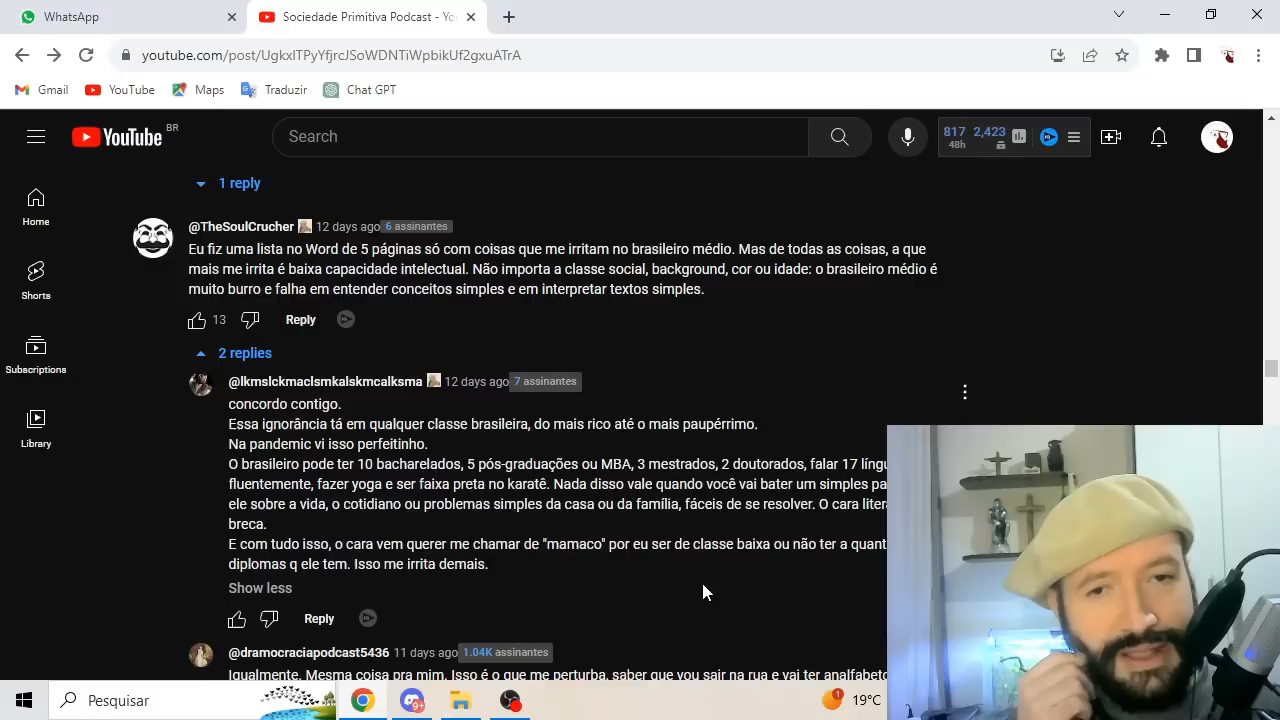 WhatsApp
Sociedade Primitiva Podcast - Yo
youtube.com/post/UgkxlTPyYfjrcJSoWDNTiWpbikUf2gxuATrA
Gmail
YouTube
Maps
Traduzir
Chat GPT
YouTube BR
Search
817 2,423
48h
1 reply
Home
Shorts
Subscriptions
Library
@TheSoulCrucher 12 days ago 6 assinantes
Eu fiz uma lista no Word de 5 páginas só com coisas que me irritam no brasileiro médio. Mas de todas as coisas, a que
mais me irrita é baixa capacidade intelectual. Não importa a classe social, background, cor ou idade: o brasileiro médio é
muito burro e falha em entender conceitos simples e em interpretar textos simples.
13 Reply
2 replies
@lkmslckmaclsmkalskmcalksma 12 days ago 7 assinantes
concordo contigo.
Essa ignorância tá em qualquer classe brasileira, do mais rico até o mais paupérrimo.
Na pandemic vi isso perfeitinho.
O brasileiro pode ter 10 bacharelados, 5 pós-graduações ou MBA, 3 mestrados, 2 doutorados, falar 17 língu
fluentemente, fazer yoga e ser faixa preta no karatê. Nada disso vale quando você vai bater um simples pa
ele sobre a vida, o cotidiano ou problemas simples da casa ou da família, fáceis de se resolver. O cara litera
breca.
E com tudo isso, o cara vem querer me chamar de "mamaco" por eu ser de classe baixa ou não ter a quant
diplomas q ele tem. Isso me irrita demais.
Show less
Reply
@dramocraciapodcast5436 11 days ago 1.04K assinantes
Igualmente. Mesma coisa pra mim. Isso é o que me perturba, saber que vou sair na rua e vai ter analfabeto
Pesquisar
9+
1
19°C